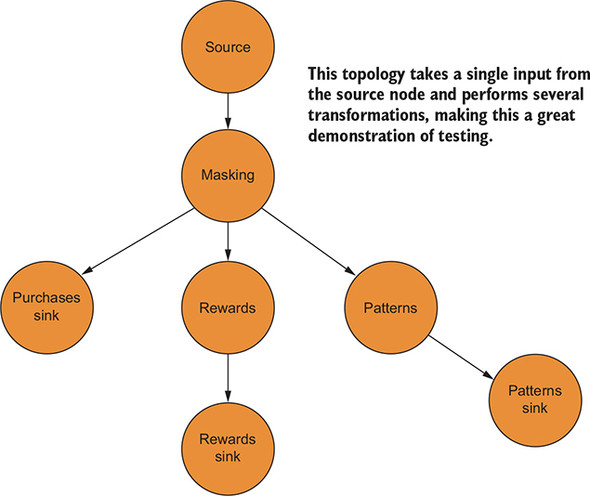 Source
This topology takes a single input from
the source node and performs several
transformations, making this a great
demonstration of testing.
Masking
Purchases
sink
Rewards
Patterns
Patterns
sink
Rewards
sink